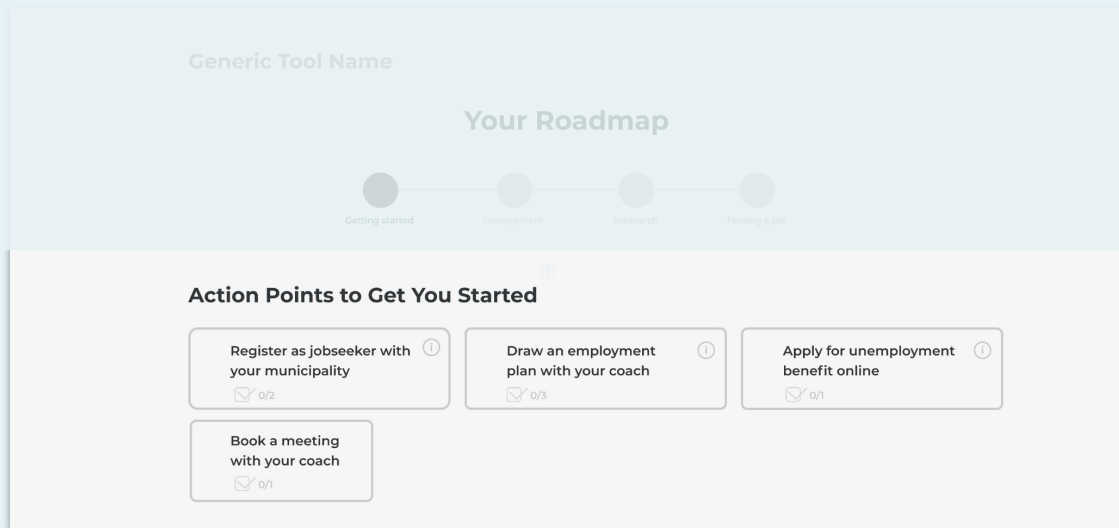 Generic Tool Name
Your Roadmap
Getting started Development Jobsearch Finding a job
?
Action Points to Get You Started
Register as jobseeker with
your municipality
0/2
Draw an employment
plan with your coach
0/3
Apply for unemployment
benefit online
0/1
Book a meeting
with your coach
0/1